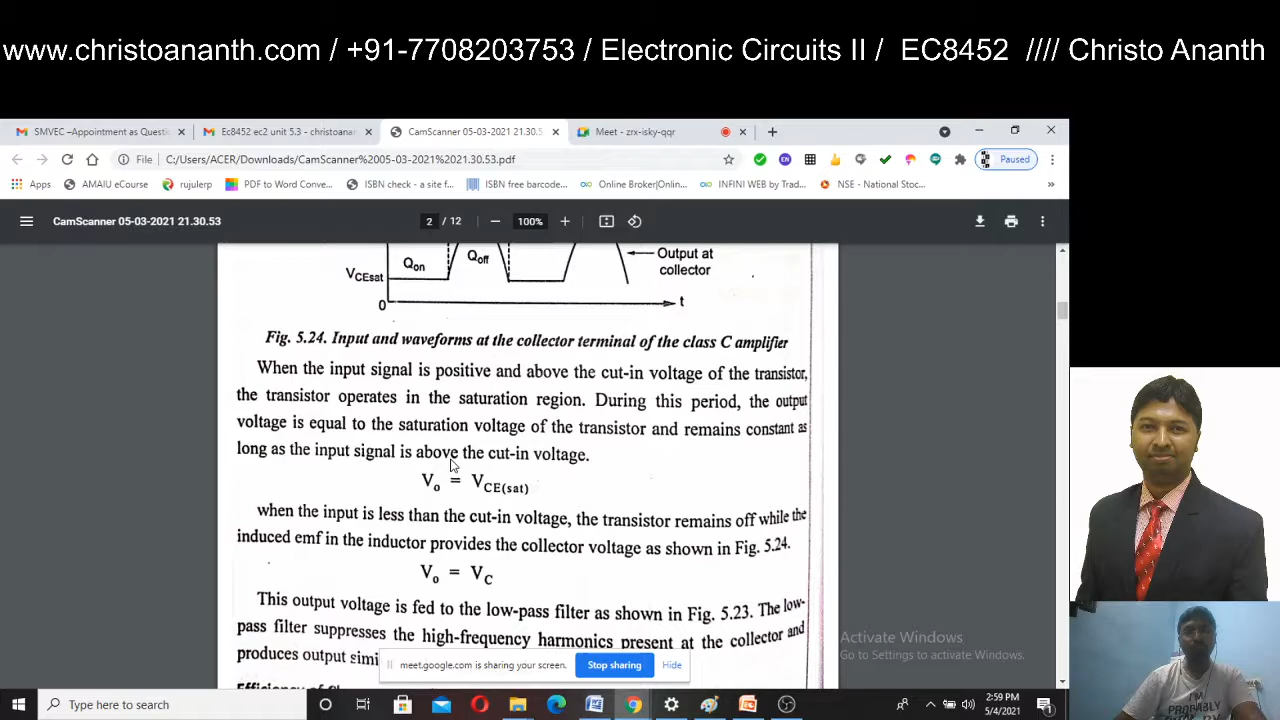 www.christoananth.com / +91-7708203753 / Electronic Circuits II / EC8452 //// Christo Ananth
SMVEC –Appointment as Questi
Ec8452 ec2 unit 5.3 - christoanan
CamScanner 05-03-2021 21.30.5
Meet - zrx-isky-qqr
File
C:/Users/ACER/Downloads/CamScanner%2005-03-2021%2021.30.53.pdf
EN
Paused
Apps
AMAIU eCourse
rujulerp
PDF to Word Conve...
ISBN check - a site f...
ISBN free barcode...
Online Broker|Onlin...
INFINI WEB by Trad...
NSE - National Stoc...
»
CamScanner 05-03-2021 21.30.53
2 / 12
100%
Qon
Qoff
Output at
collector
VCEsat
0
t
Fig. 5.24. Input and waveforms at the collector terminal of the class C amplifier
When the input signal is positive and above the cut-in voltage of the transistor,
the transistor operates in the saturation region. During this period, the output
voltage is equal to the saturation voltage of the transistor and remains constant as
long as the input signal is above the cut-in voltage.
Vo = VCE(sat)
when the input is less than the cut-in voltage, the transistor remains off while the
induced emf in the inductor provides the collector voltage as shown in Fig. 5.24.
Vo = VC
This output voltage is fed to the low-pass filter as shown in Fig. 5.23. The low-
pass filter suppresses the high-frequency harmonics present at the collector and
produces output simi
meet.google.com is sharing your screen.
Stop sharing
Hide
Activate Windows
Go to Settings to activate Windows.
Type here to search
2:59 PM
5/4/2021
I'M
PROBABLY